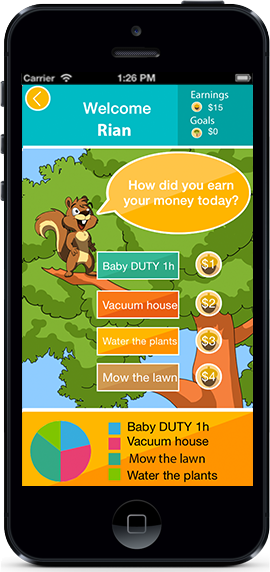 Carrier 1:26 PM
Welcome
Rian
Earnings
$15
Goals
$0
How did you earn
your money today?
Baby DUTY 1h $1
Vacuum house $2
Water the plants $3
Mow the lawn $4
Baby DUTY 1h
Vacuum house
Mow the lawn
Water the plants